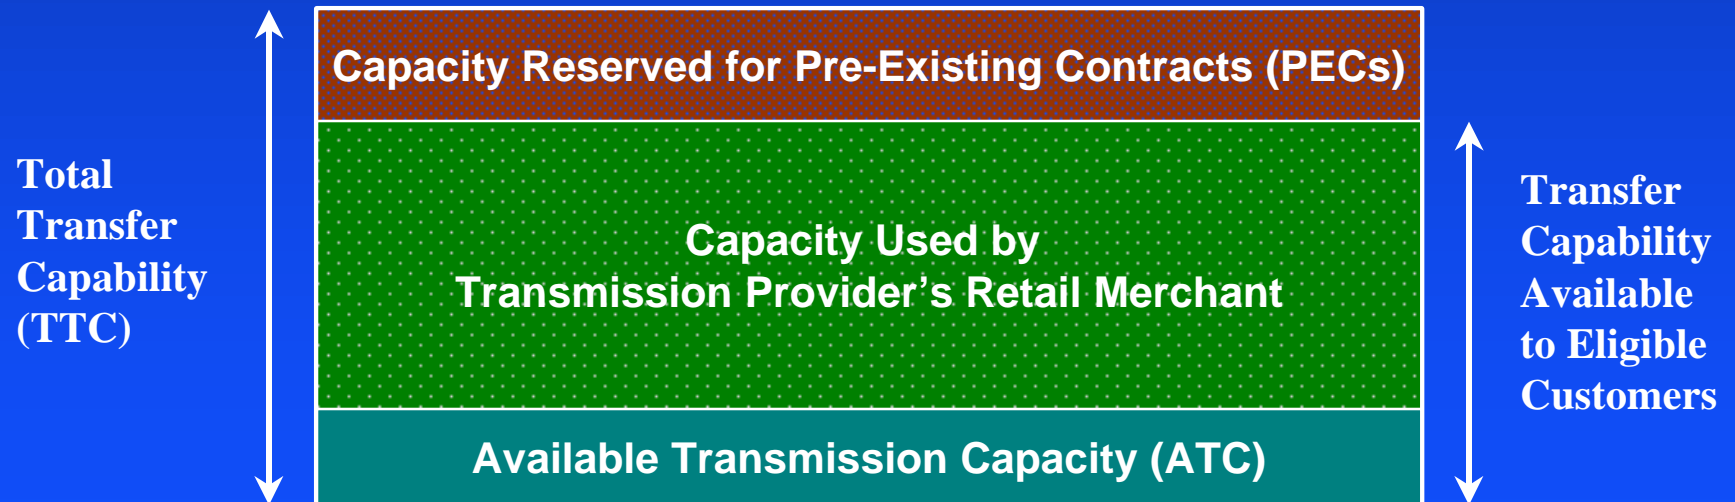 Total
Transfer
Capability
(TTC)
Capacity Reserved for Pre-Existing Contracts (PECs)
Capacity Used by
Transmission Provider's Retail Merchant
Available Transmission Capacity (ATC)
Transfer
Capability
Available
to Eligible
Customers